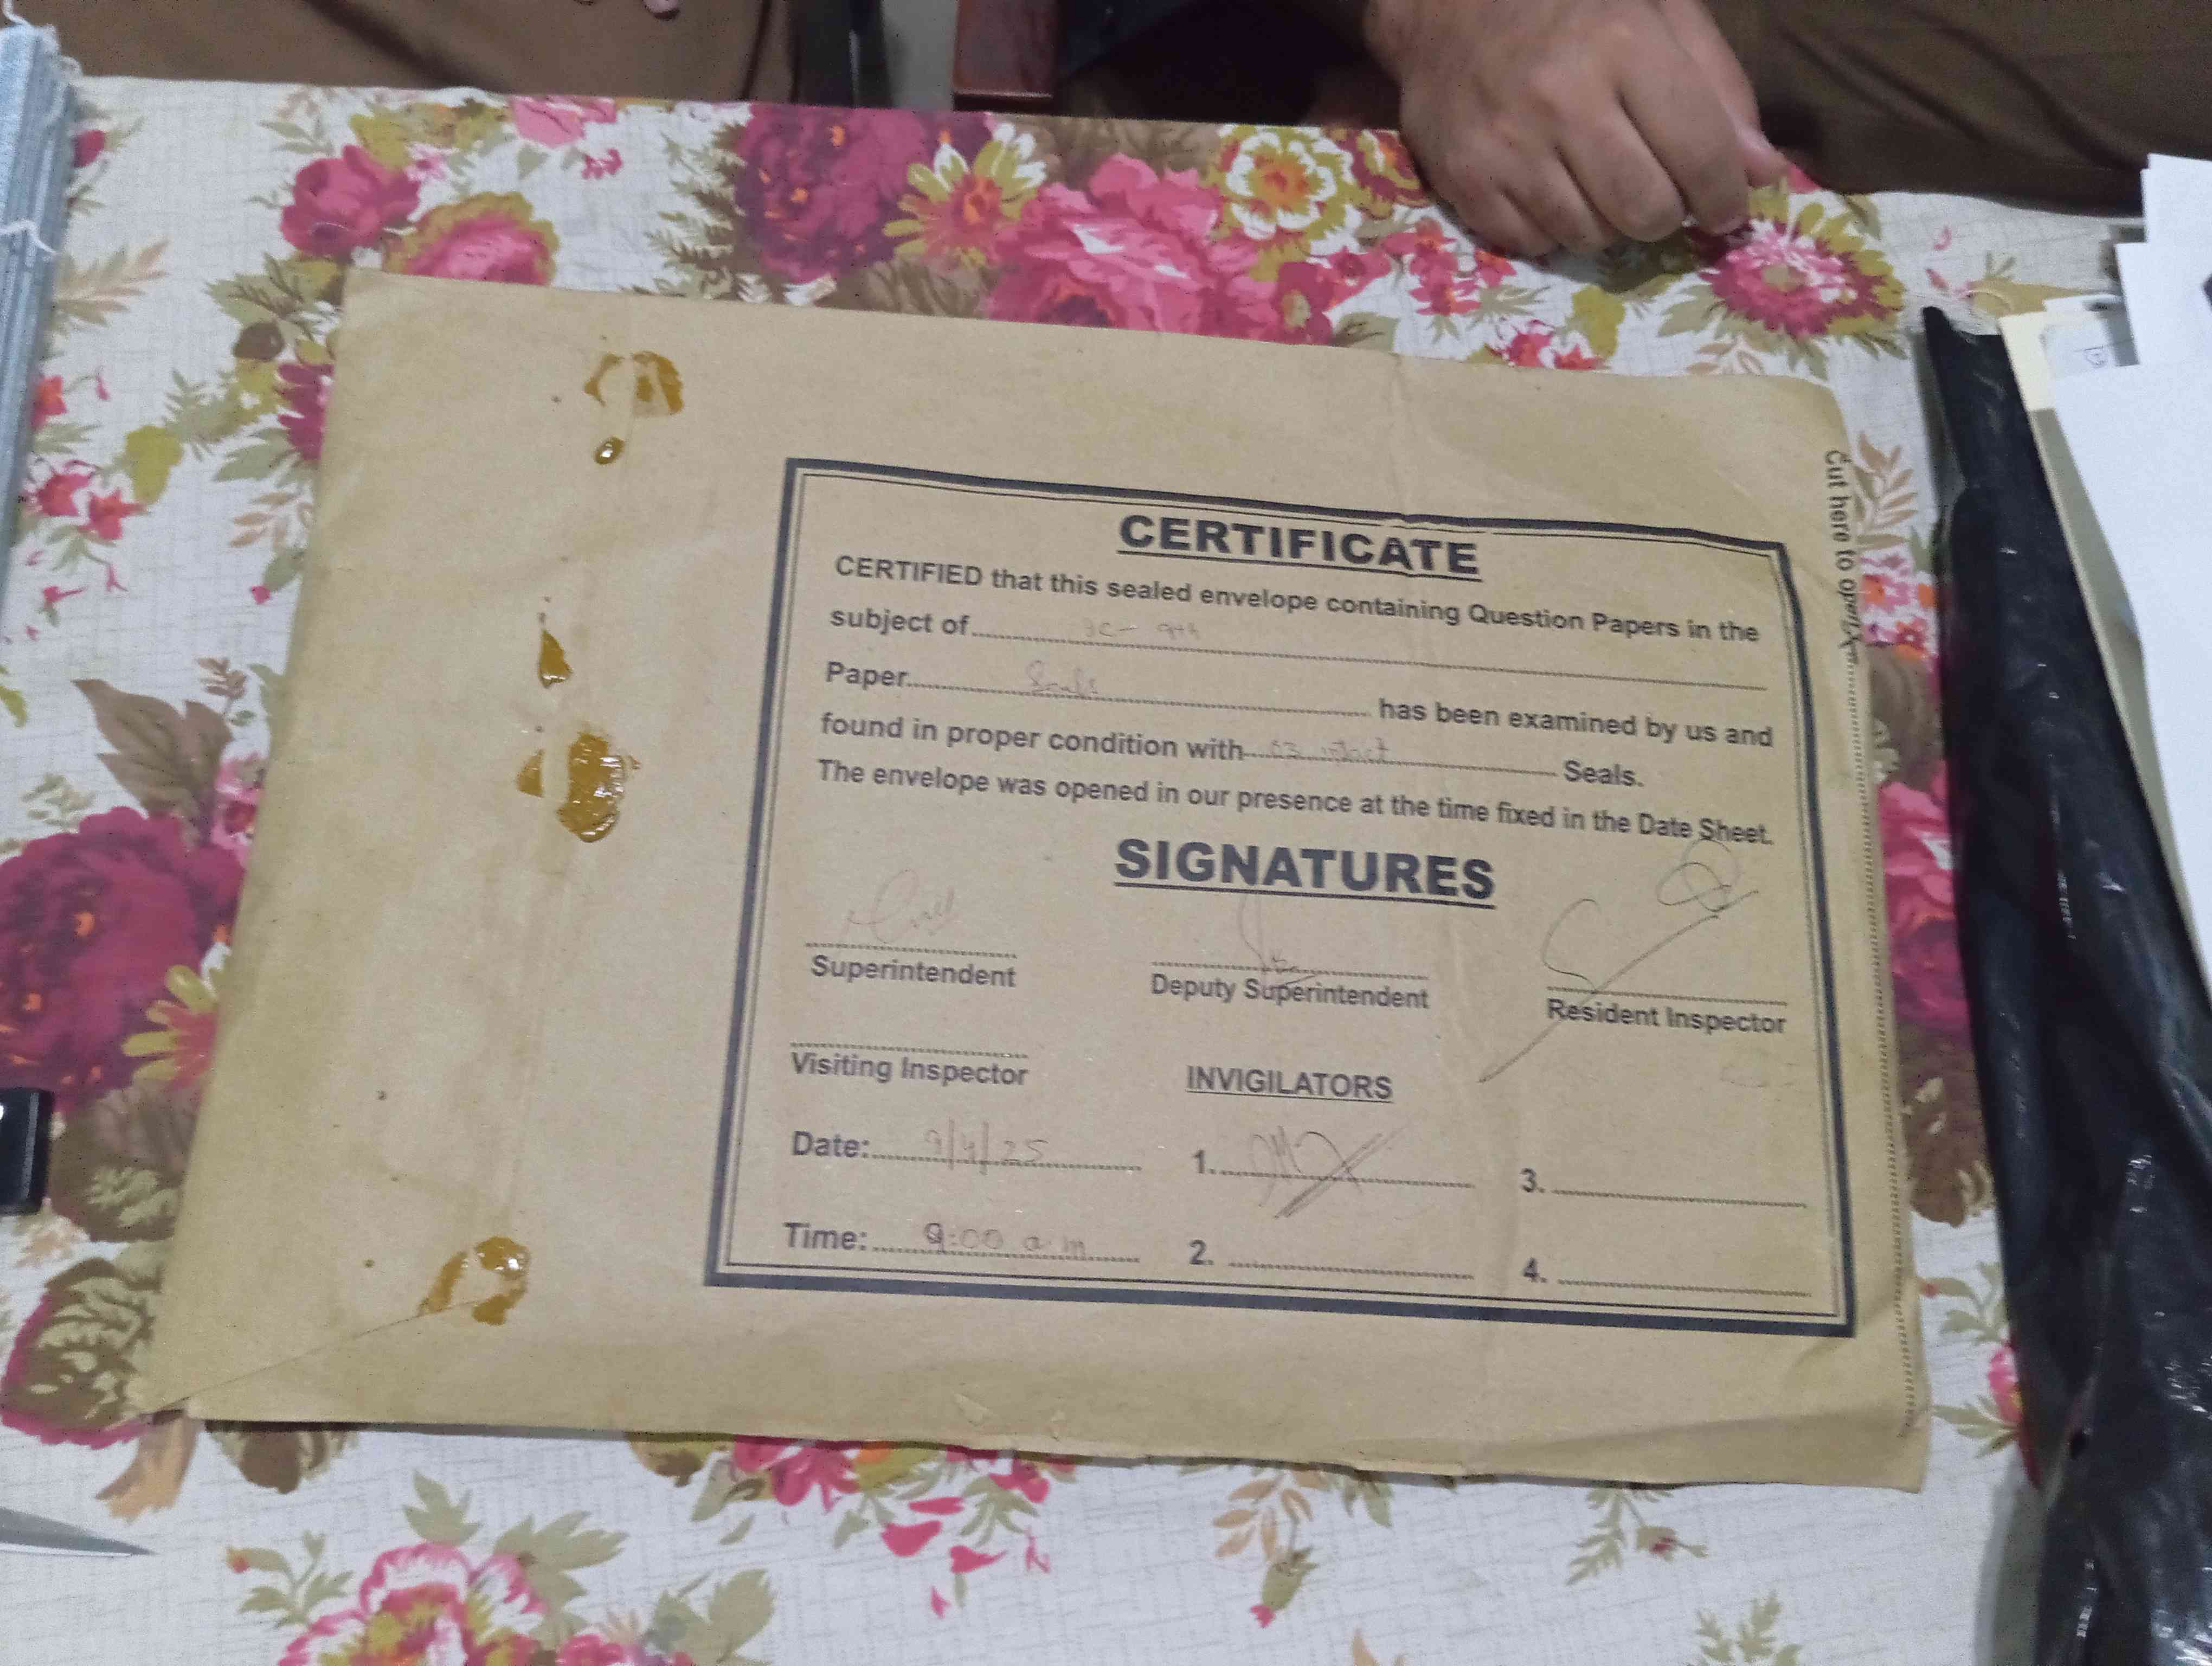 CERTIFICATE
CERTIFIED that this sealed envelope containing Question Papers in the
subject of 9th
Paper has been examined by us and
found in proper condition with 03 intact Seals.
The envelope was opened in our presence at the time fixed in the Date Sheet.
SIGNATURES
Superintendent
Deputy Superintendent
Resident Inspector
Visiting Inspector
INVIGILATORS
Date: 9/4/25
1.
3.
Time: 9:00 a.m
2.
4.
Cut here to open